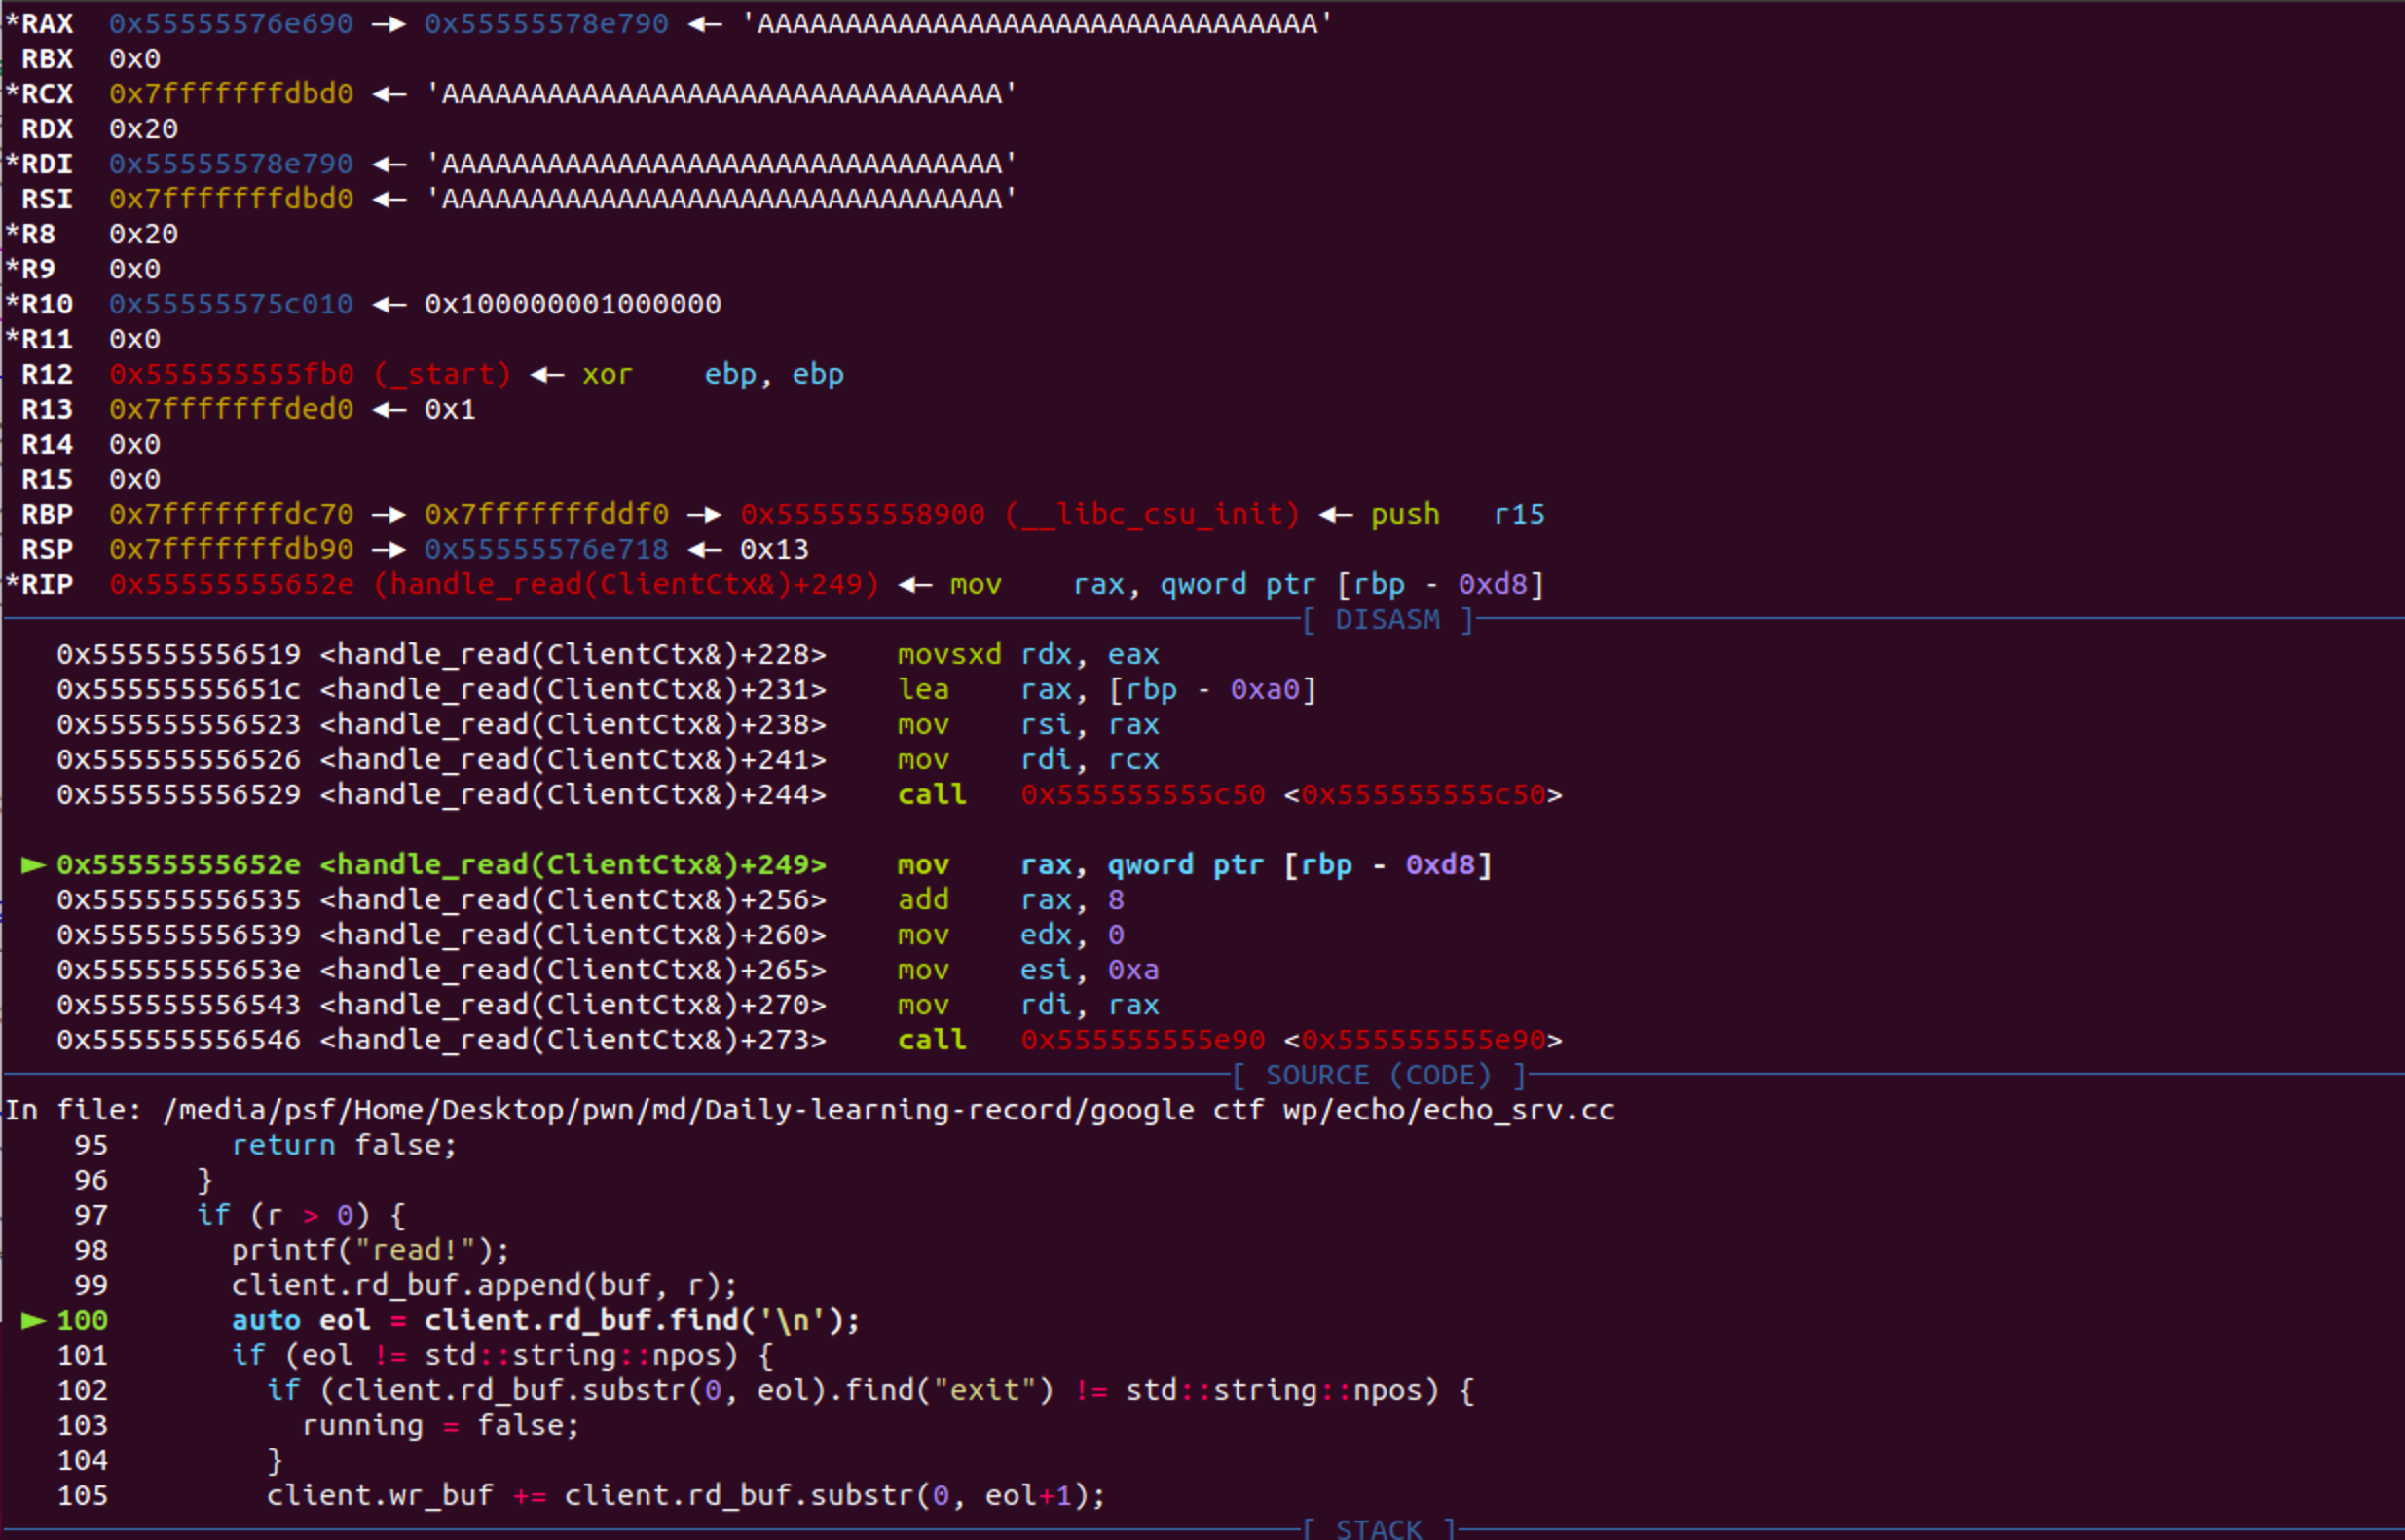 *RAX  0x55555576e690 —▸ 0x55555578e790 ◂— 'AAAAAAAAAAAAAAAAAAAAAAAAAAAAAAAA'
 RBX  0x0
*RCX  0x7fffffffdbd0 ◂— 'AAAAAAAAAAAAAAAAAAAAAAAAAAAAAAAA'
 RDX  0x20
*RDI  0x55555578e790 ◂— 'AAAAAAAAAAAAAAAAAAAAAAAAAAAAAAAA'
 RSI  0x7fffffffdbd0 ◂— 'AAAAAAAAAAAAAAAAAAAAAAAAAAAAAAAA'
*R8   0x20
*R9   0x0
*R10  0x55555575c010 ◂— 0x100000001000000
*R11  0x0
 R12  0x555555555fb0 (_start) ◂— xor    ebp, ebp
 R13  0x7fffffffded0 ◂— 0x1
 R14  0x0
 R15  0x0
 RBP  0x7fffffffdc70 —▸ 0x7fffffffddf0 —▸ 0x555555558900 (__libc_csu_init) ◂— push   r15
 RSP  0x7fffffffdb90 —▸ 0x55555576e718 ◂— 0x13
*RIP  0x55555555652e (handle_read(ClientCtx&)+249) ◂— mov    rax, qword ptr [rbp - 0xd8]
[ DISASM ]
   0x555555556519 <handle_read(ClientCtx&)+228>    movsxd rdx, eax
   0x55555555651c <handle_read(ClientCtx&)+231>    lea    rax, [rbp - 0xa0]
   0x555555556523 <handle_read(ClientCtx&)+238>    mov    rsi, rax
   0x555555556526 <handle_read(ClientCtx&)+241>    mov    rdi, rcx
   0x555555556529 <handle_read(ClientCtx&)+244>    call   0x555555555c50 <0x555555555c50>
 ► 0x55555555652e <handle_read(ClientCtx&)+249>    mov    rax, qword ptr [rbp - 0xd8]
   0x555555556535 <handle_read(ClientCtx&)+256>    add    rax, 8
   0x555555556539 <handle_read(ClientCtx&)+260>    mov    edx, 0
   0x55555555653e <handle_read(ClientCtx&)+265>    mov    esi, 0xa
   0x555555556543 <handle_read(ClientCtx&)+270>    mov    rdi, rax
   0x555555556546 <handle_read(ClientCtx&)+273>    call   0x555555555e90 <0x555555555e90>
[ SOURCE (CODE) ]
In file: /media/psf/Home/Desktop/pwn/md/Daily-learning-record/google ctf wp/echo/echo_srv.cc
    95       return false;
    96     }
    97     if (r > 0) {
    98       printf("read!");
    99       client.rd_buf.append(buf, r);
 ► 100       auto eol = client.rd_buf.find('\n');
   101       if (eol != std::string::npos) {
   102         if (client.rd_buf.substr(0, eol).find("exit") != std::string::npos) {
   103           running = false;
   104         }
   105         client.wr_buf += client.rd_buf.substr(0, eol+1);
[ STACK ]